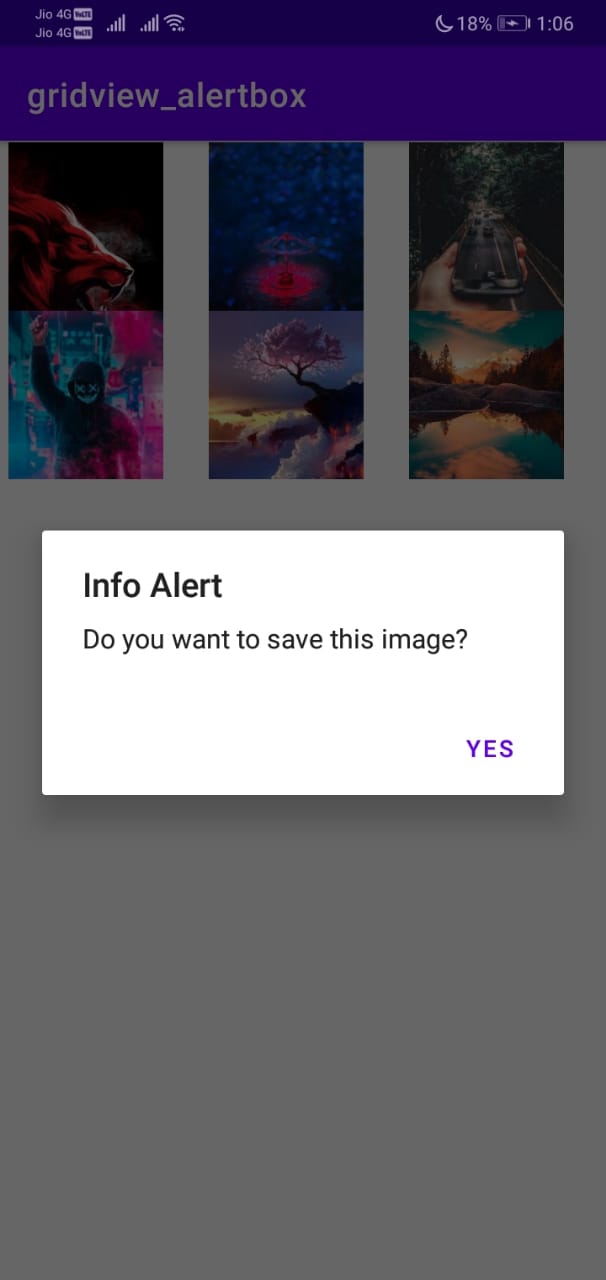 Jio 4G VoLTE
Jio 4G VoLTE
18% 1:06
gridview_alertbox
Info Alert
Do you want to save this image?
YES